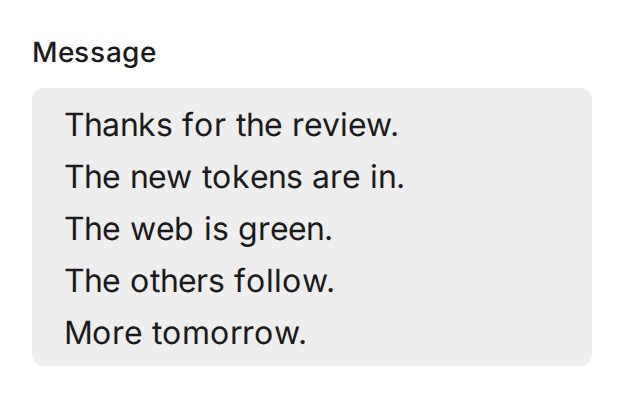 Message
Thanks for the review.
The new tokens are in.
The web is green.
The others follow.
More tomorrow.